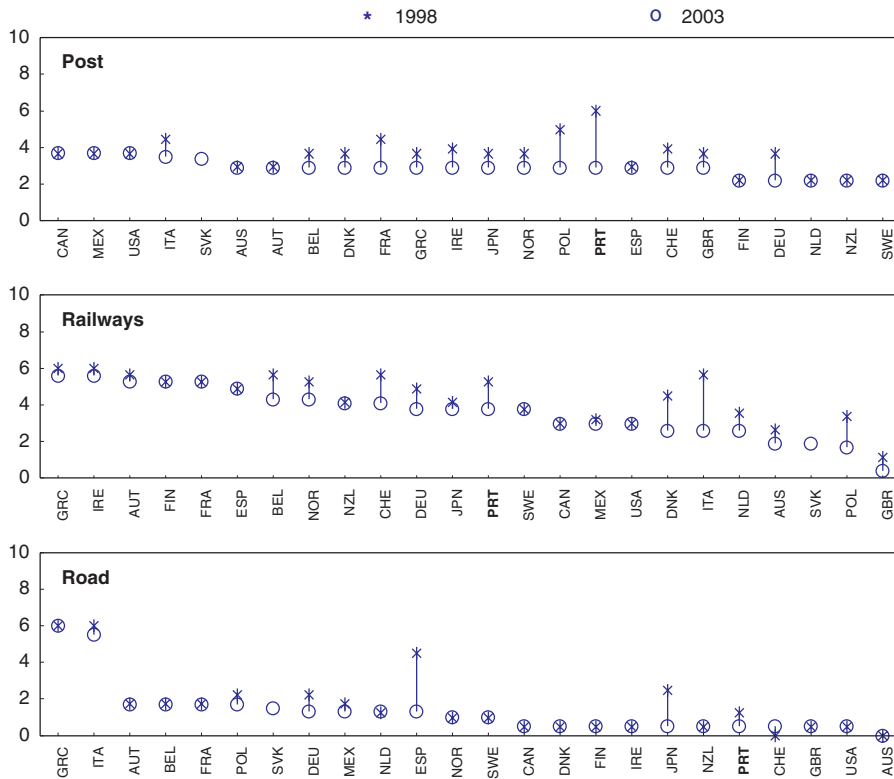 * 1998 o 2003
10
8
6
4
2
0
Post
CAN MEX USA ITA SVK AUS AUT BEL DNK FRA GRC IRE JPN NOR POL PRT ESP CHE GBR FIN DEU NLD NZL SWE
10
8
6
4
2
0
Railways
GRC IRE AUT FIN FRA ESP BEL NOR NZL CHE DEU JPN PRT SWE CAN MEX USA DNK ITA NLD AUS SVK POL GBR
10
8
6
4
2
0
Road
GRC ITA AUT BEL FRA POL SVK DEU MEX NLD ESP NOR SWE CAN DNK FIN IRE JPN NZL PRT CHE GBR USA AUS